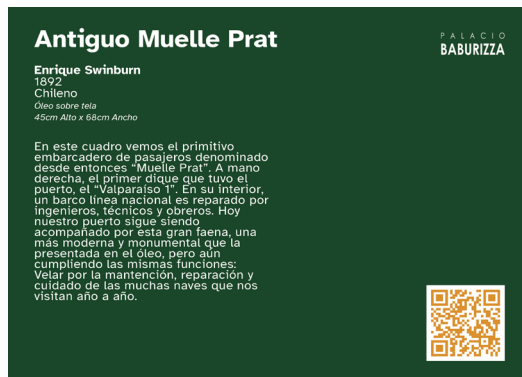 Antiguo Muelle Prat
PALACIO
BABURIZZA
Enrique Swinburn
1892
Chileno
Óleo sobre tela
45cm Alto x 68cm Ancho
En este cuadro vemos el primitivo
embarcadero de pasajeros denominado
desde entonces “Muelle Prat”. A mano
derecha, el primer dique que tuvo el
puerto, el “Valparaíso 1”. En su interior,
un barco línea nacional es reparado por
ingenieros, técnicos y obreros. Hoy
nuestro puerto sigue siendo
acompañado por esta gran faena, una
más moderna y monumental que la
presentada en el óleo, pero aún
cumpliendo las mismas funciones:
Velar por la mantención, reparación y
cuidado de las muchas naves que nos
visitan año a año.